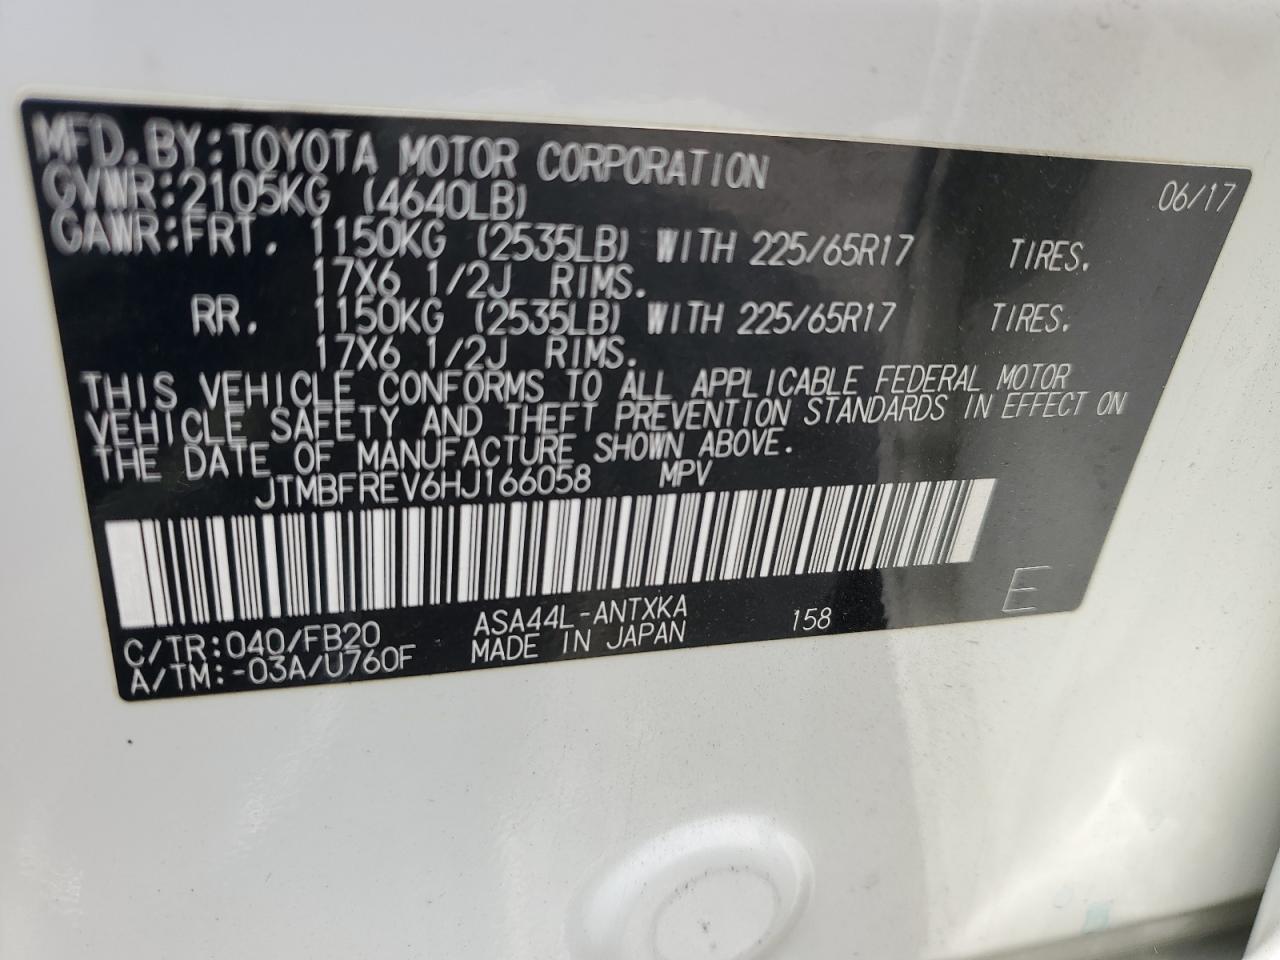 MFD.BY:TOYOTA MOTOR CORPORATION 06/17
GVWR:2105KG (4640LB)
GAWR:FRT. 1150KG (2535LB) WITH 225/65R17 TIRES.
17X6 1/2J RIMS.
RR. 1150KG (2535LB) WITH 225/65R17 TIRES.
17X6 1/2J RIMS.
THIS VEHICLE CONFORMS TO ALL APPLICABLE FEDERAL MOTOR
VEHICLE SAFETY AND THEFT PREVENTION STANDARDS IN EFFECT ON
THE DATE OF MANUFACTURE SHOWN ABOVE.
JTMBFREV6HJ166058 MPV
C/TR:040/FB20 ASA44L-ANTXKA 158 E
A/TM:-03A/U760F MADE IN JAPAN